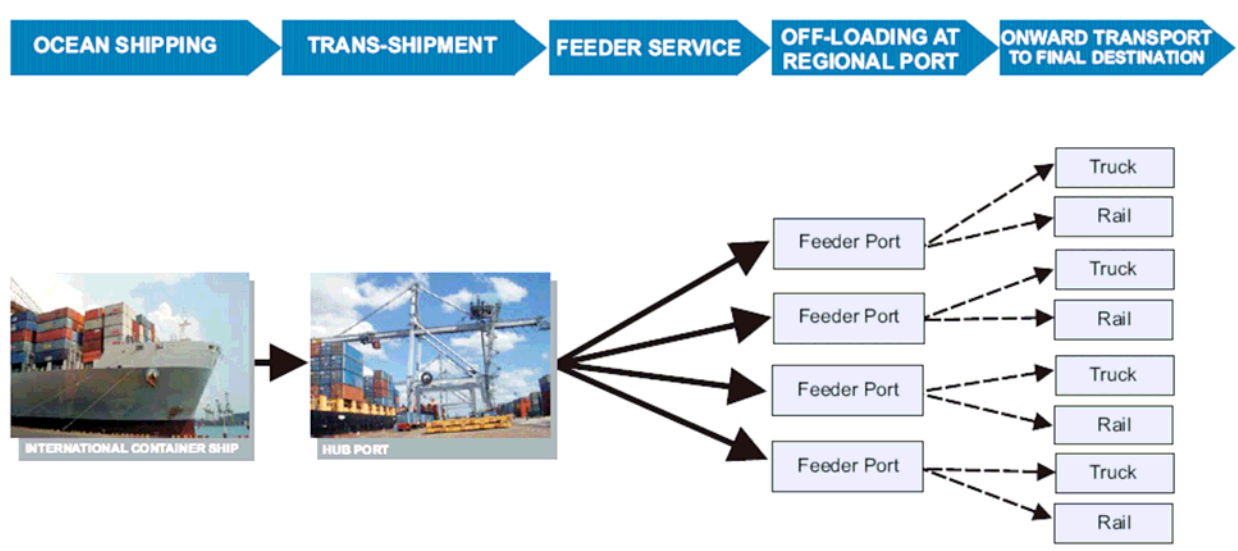 OCEAN SHIPPING
TRANS-SHIPMENT
FEEDER SERVICE
OFF-LOADING AT
REGIONAL PORT
ONWARD TRANSPORT
TO FINAL DESTINATION
INTERNATIONAL CONTAINER SHIP
HUB PORT
Feeder Port
Feeder Port
Feeder Port
Feeder Port
Truck
Rail
Truck
Rail
Truck
Rail
Truck
Rail